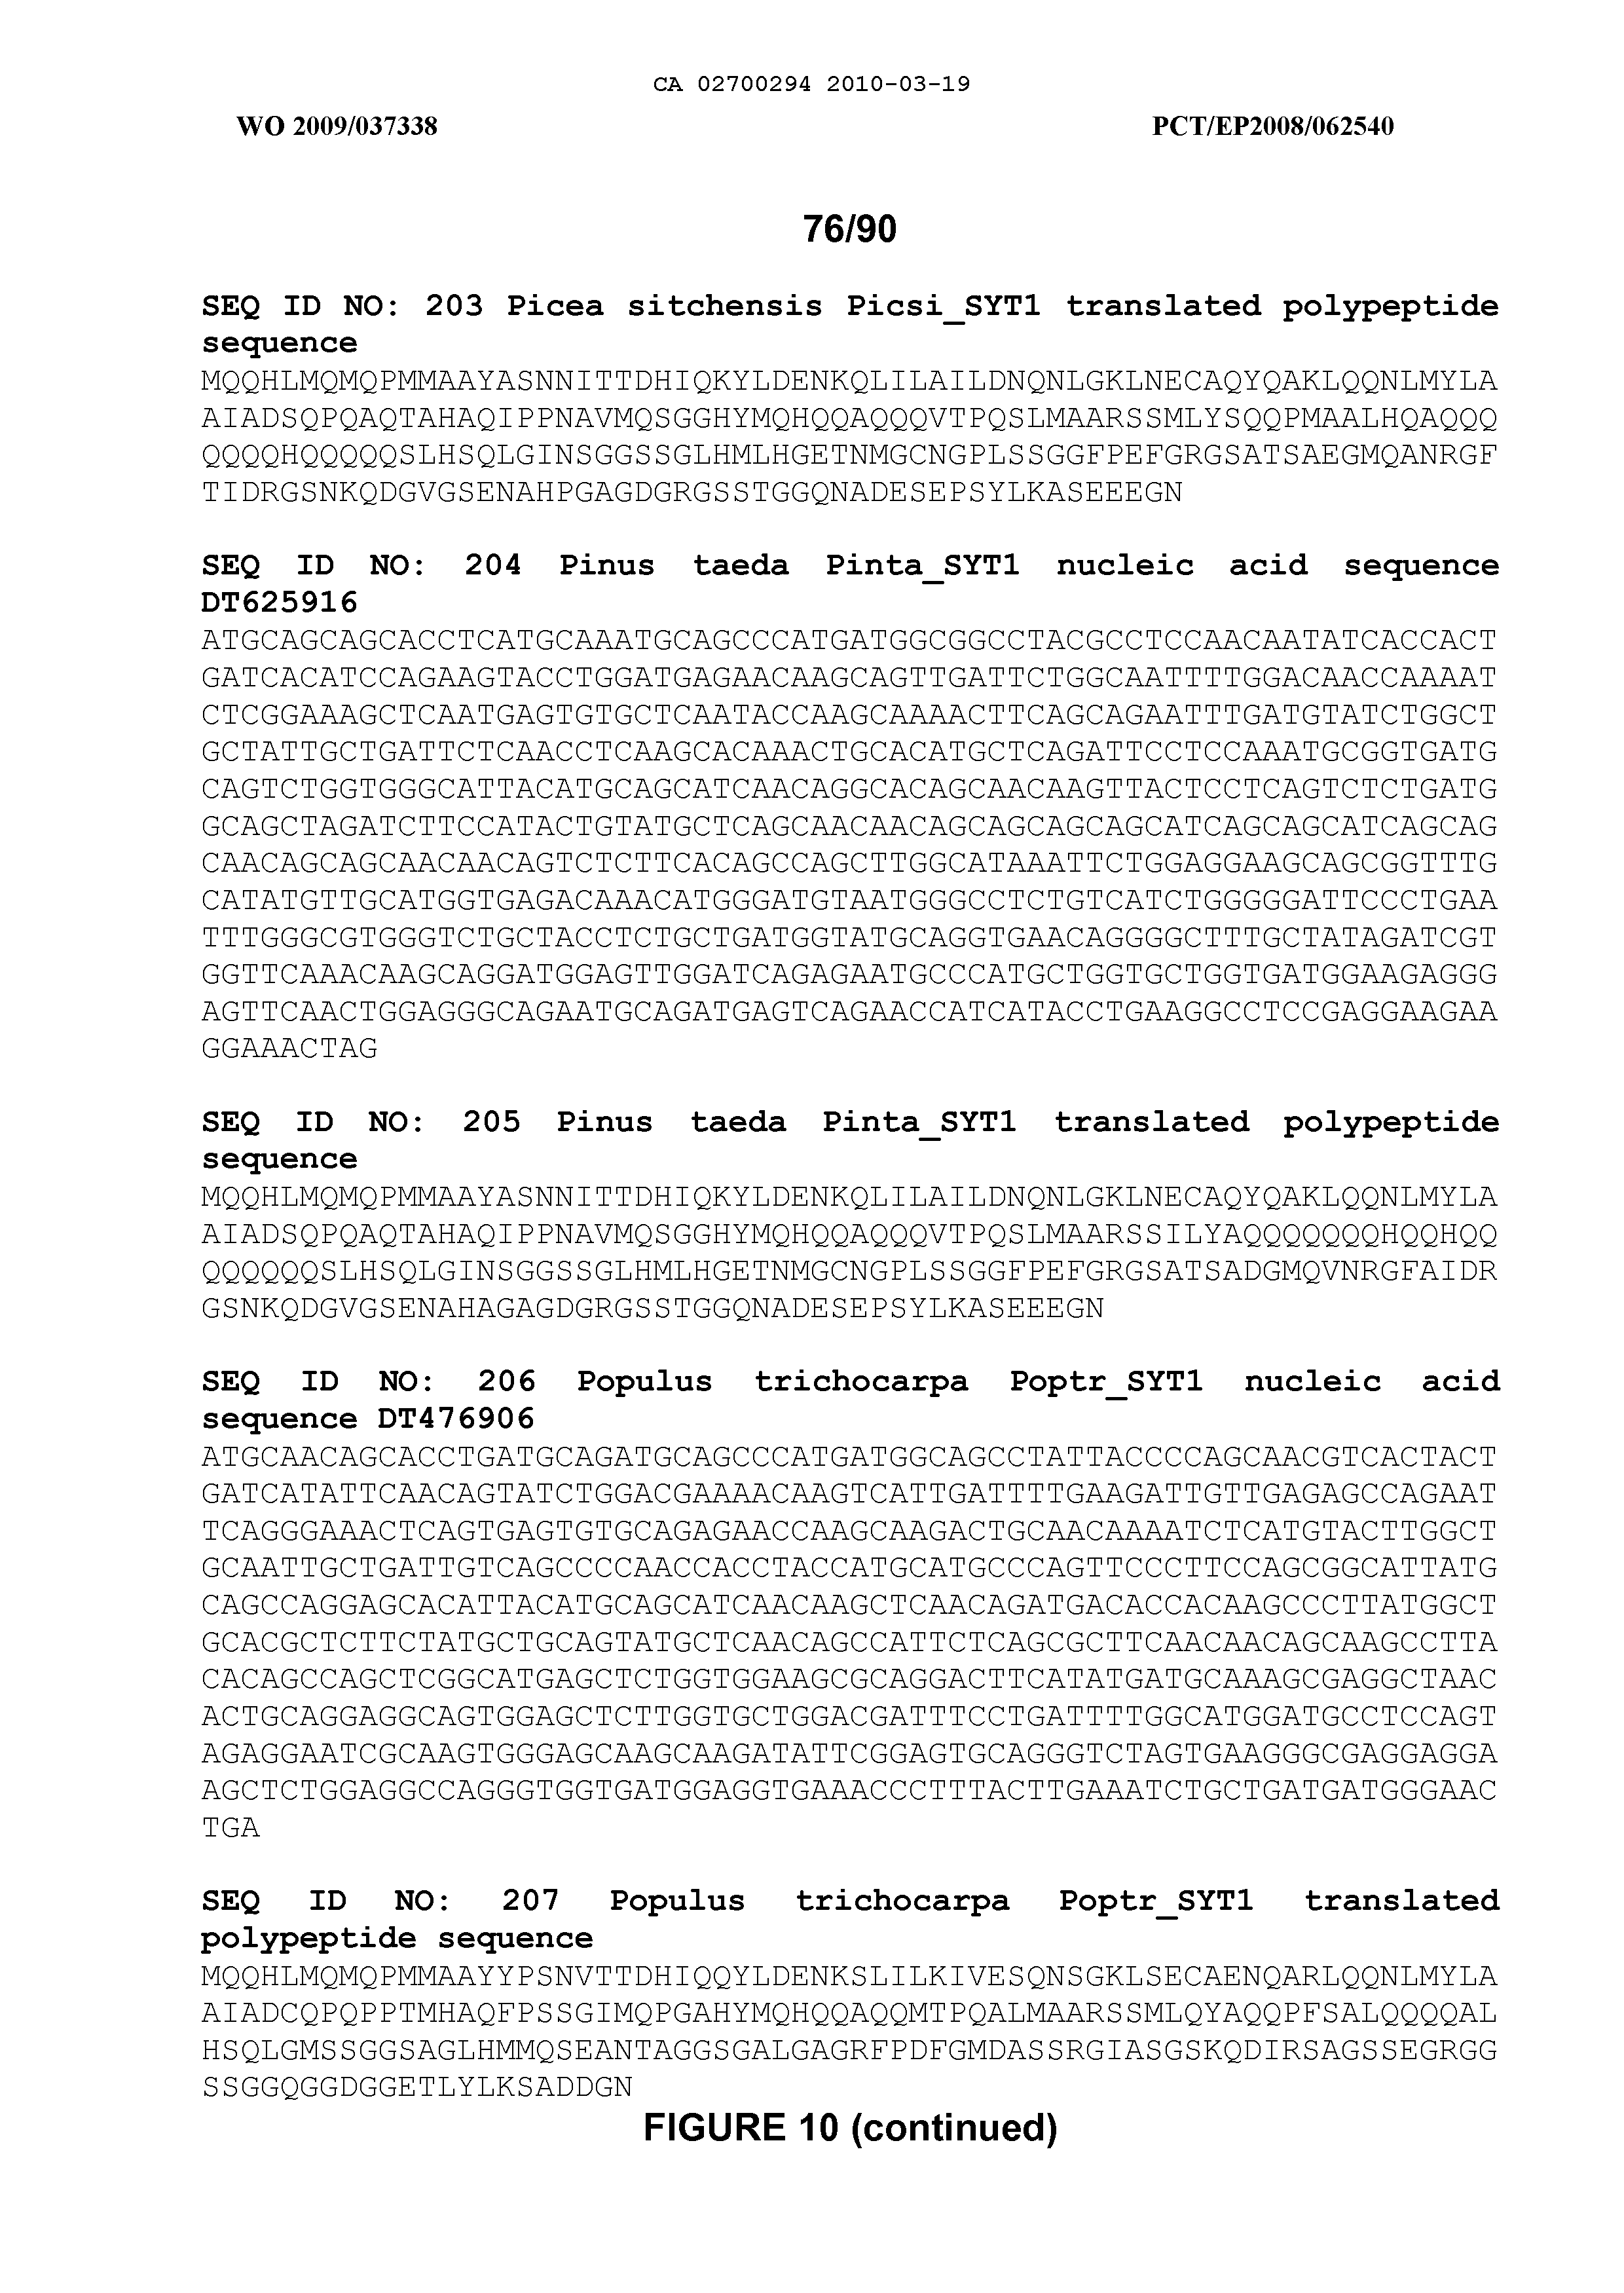 CA 02700294 2010-03-19
WO 2009/037338 PCT/EP2008/062540
76/90
SEQ ID NO: 203 Picea sitchensis Picsi_SYT1 translated polypeptide
sequence
MQQHLMQMQPMMAAYASNNITTDHIQKYLDENKQLILAILDNQNLGKLNECAQYQAKLQQNLMYLA
AIADSQPQAQTAHAQIPPNAVMQSGGHYMQHQQAQQQVTPQSLMAARSSMLYSQQPMAALHQAQQQ
QQQQHQQQQQSLHSQLGINSGGSSGLHMLHGETNMGCNGPLSSGGFPEFGRGSATSAEGMQANRGF
TIDRGSNKQDGVGSENAHPGAGDGRGSSTGGQNADESEPSYLKASEEEGN
SEQ ID NO: 204 Pinus taeda Pinta_SYT1 nucleic acid sequence
DT625916
ATGCAGCAGCACCTCATGCAAATGCAGCCCATGATGGCGGCCTACGCCTCCAACAATATCACCACT
GATCACATCCAGAAGTACCTGGATGAGAACAAGCAGTTGATTCTGGCAATTTTGGACAACCAAAAT
CTCGGAAAGCTCAATGAGTGTGCTCAATACCAAGCAAAACTTCAGCAGAATTTGATGTATCTGGCT
GCTATTGCTGATTCTCAACCTCAAGCACAAACTGCACATGCTCAGATTCCTCCAAATGCGGTGATG
CAGTCTGGTGGGCATTACATGCAGCATCAACAGGCACAGCAACAAGTTACTCCTCAGTCTCTGATG
GCAGCTAGATCTTCCATACTGTATGCTCAGCAACAACAGCAGCAGCAGCATCAGCAGCATCAGCAG
CAACAGCAGCAACAACAGTCTCTTCACAGCCAGCTTGGCATAAATTCTGGAGGAAGCAGCGGTTTG
CATATGTTGCATGGTGAGACAAACATGGGATGTAATGGGCCTCTGTCATCTGGGGGATTCCCTGAA
TTTGGGCGTGGGTCTGCTACCTCTGCTGATGGTATGCAGGTGAACAGGGGCTTTGCTATAGATCGT
GGTTCAAACAAGCAGGATGGAGTTGGATCAGAGAATGCCCATGCTGGTGCTGGTGATGGAAGAGGG
AGTTCAACTGGAGGGCAGAATGCAGATGAGTCAGAACCATCATACCTGAAGGCCTCCGAGGAAGAA
GGAAACTAG
SEQ ID NO: 205 Pinus taeda Pinta_SYT1 translated polypeptide
sequence
MQQHLMQMQPMMAAYASNNITTDHIQKYLDENKQLILAILDNQNLGKLNECAQYQAKLQQNLMYLA
AIADSQPQAQTAHAQIPPNAVMQSGGHYMQHQQAQQQVTPQSLMAARSSILYAQQQQQQQHQQHQQ
QQQQQQSLHSQLGINSGGSSGLHMLHGETNMGCNGPLSSGGFPEFGRGSATSADGMQVNRGFAIDR
GSNKQDGVGSENAHAGAGDGRGSSTGGQNADESEPSYLKASEEEGN
SEQ ID NO: 206 Populus trichocarpa Poptr_SYT1 nucleic acid
sequence DT476906
ATGCAACAGCACCTGATGCAGATGCAGCCCATGATGGCAGCCTATTACCCCAGCAACGTCACTACT
GATCATATTCAACAGTATCTGGACGAAAACAAGTCATTGATTTTGAAGATTGTTGAGAGCCAGAAT
TCAGGGAAACTCAGTGAGTGTGCAGAGAACCAAGCAAGACTGCAACAAAATCTCATGTACTTGGCT
GCAATTGCTGATTGTCAGCCCCAACCACCTACCATGCATGCCCAGTTCCCTTCCAGCGGCATTATG
CAGCCAGGAGCACATTACATGCAGCATCAACAAGCTCAACAGATGACACCACAAGCCCTTATGGCT
GCACGCTCTTCTATGCTGCAGTATGCTCAACAGCCATTCTCAGCGCTTCAACAACAGCAAGCCTTA
CACAGCCAGCTCGGCATGAGCTCTGGTGGAAGCGCAGGACTTCATATGATGCAAAGCGAGGCTAAC
ACTGCAGGAGGCAGTGGAGCTCTTGGTGCTGGACGATTTCCTGATTTTGGCATGGATGCCTCCAGT
AGAGGAATCGCAAGTGGGAGCAAGCAAGATATTCGGAGTGCAGGGTCTAGTGAAGGGCGAGGAGGA
AGCTCTGGAGGCCAGGGTGGTGATGGAGGTGAAACCCTTTACTTGAAATCTGCTGATGATGGGAAC
TGA
SEQ ID NO: 207 Populus trichocarpa Poptr_SYT1 translated
polypeptide sequence
MQQHLMQMQPMMAAYYPSNVTTDHIQQYLDENKSLILKIVESQNSGKLSECAENQARLQQNLMYLA
AIADCQPQPPTMHAQFPSSGIMQPGAHYMQHQQAQQMTPQALMAARSSMLQYAQQPFSALQQQQAL
HSQLGMSSGGSAGLHMMQSEANTAGGSGALGAGRFPDFGMDASSRGIASGSKQDIRSAGSSEGRGG
SSGGQGGDGGETLYLKSADDGN
FIGURE 10 (continued)